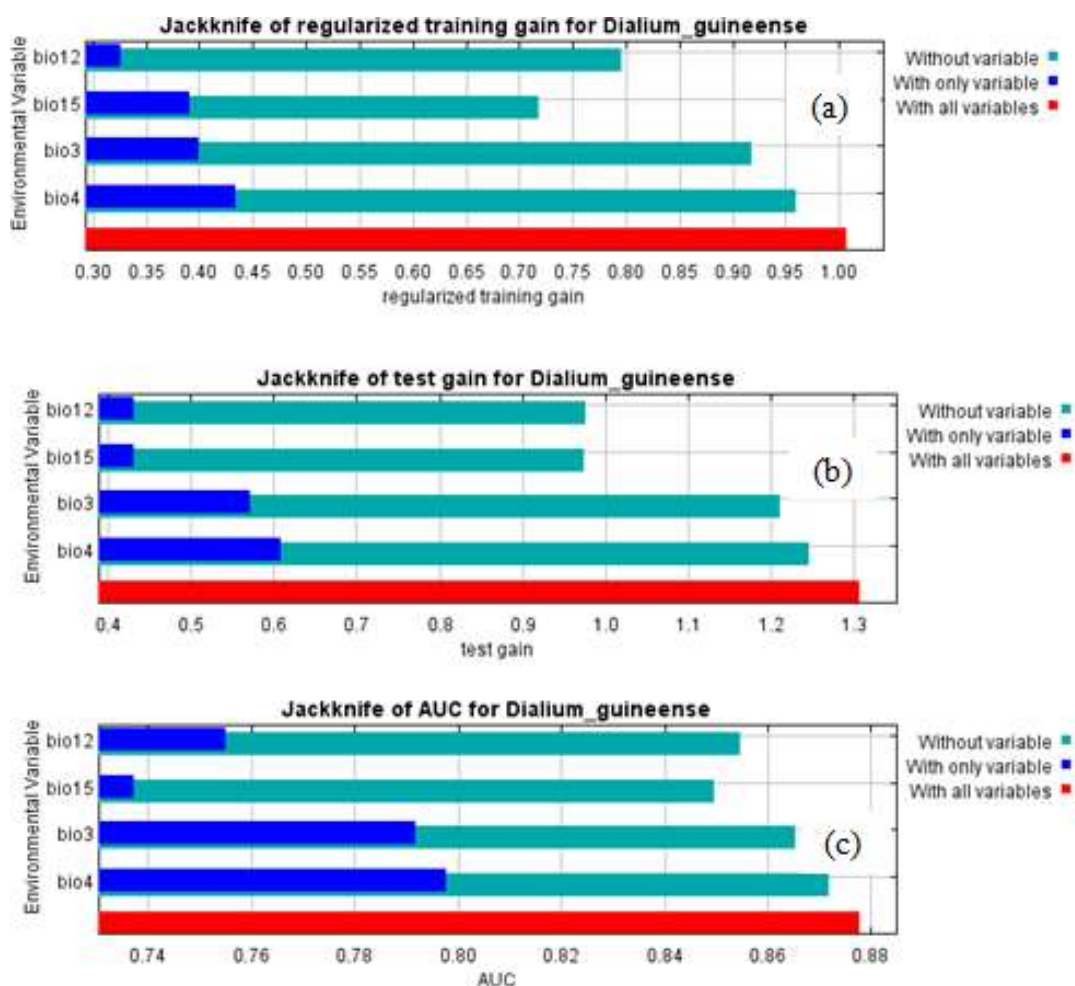 Jackknife of regularized training gain for Dialium_guineense
Environmental Variable
bio12
bio15
bio3
bio4
Without variable
With only variable
With all variables
(a)
0.30 0.35 0.40 0.45 0.50 0.55 0.60 0.65 0.70 0.75 0.80 0.85 0.90 0.95 1.00
regularized training gain
Jackknife of test gain for Dialium_guineense
Environmental Variable
bio12
bio15
bio3
bio4
Without variable
With only variable
With all variables
(b)
0.4 0.5 0.6 0.7 0.8 0.9 1.0 1.1 1.2 1.3
test gain
Jackknife of AUC for Dialium_guineense
Environmental Variable
bio12
bio15
bio3
bio4
Without variable
With only variable
With all variables
(c)
0.74 0.76 0.78 0.80 0.82 0.84 0.86 0.88
AUC